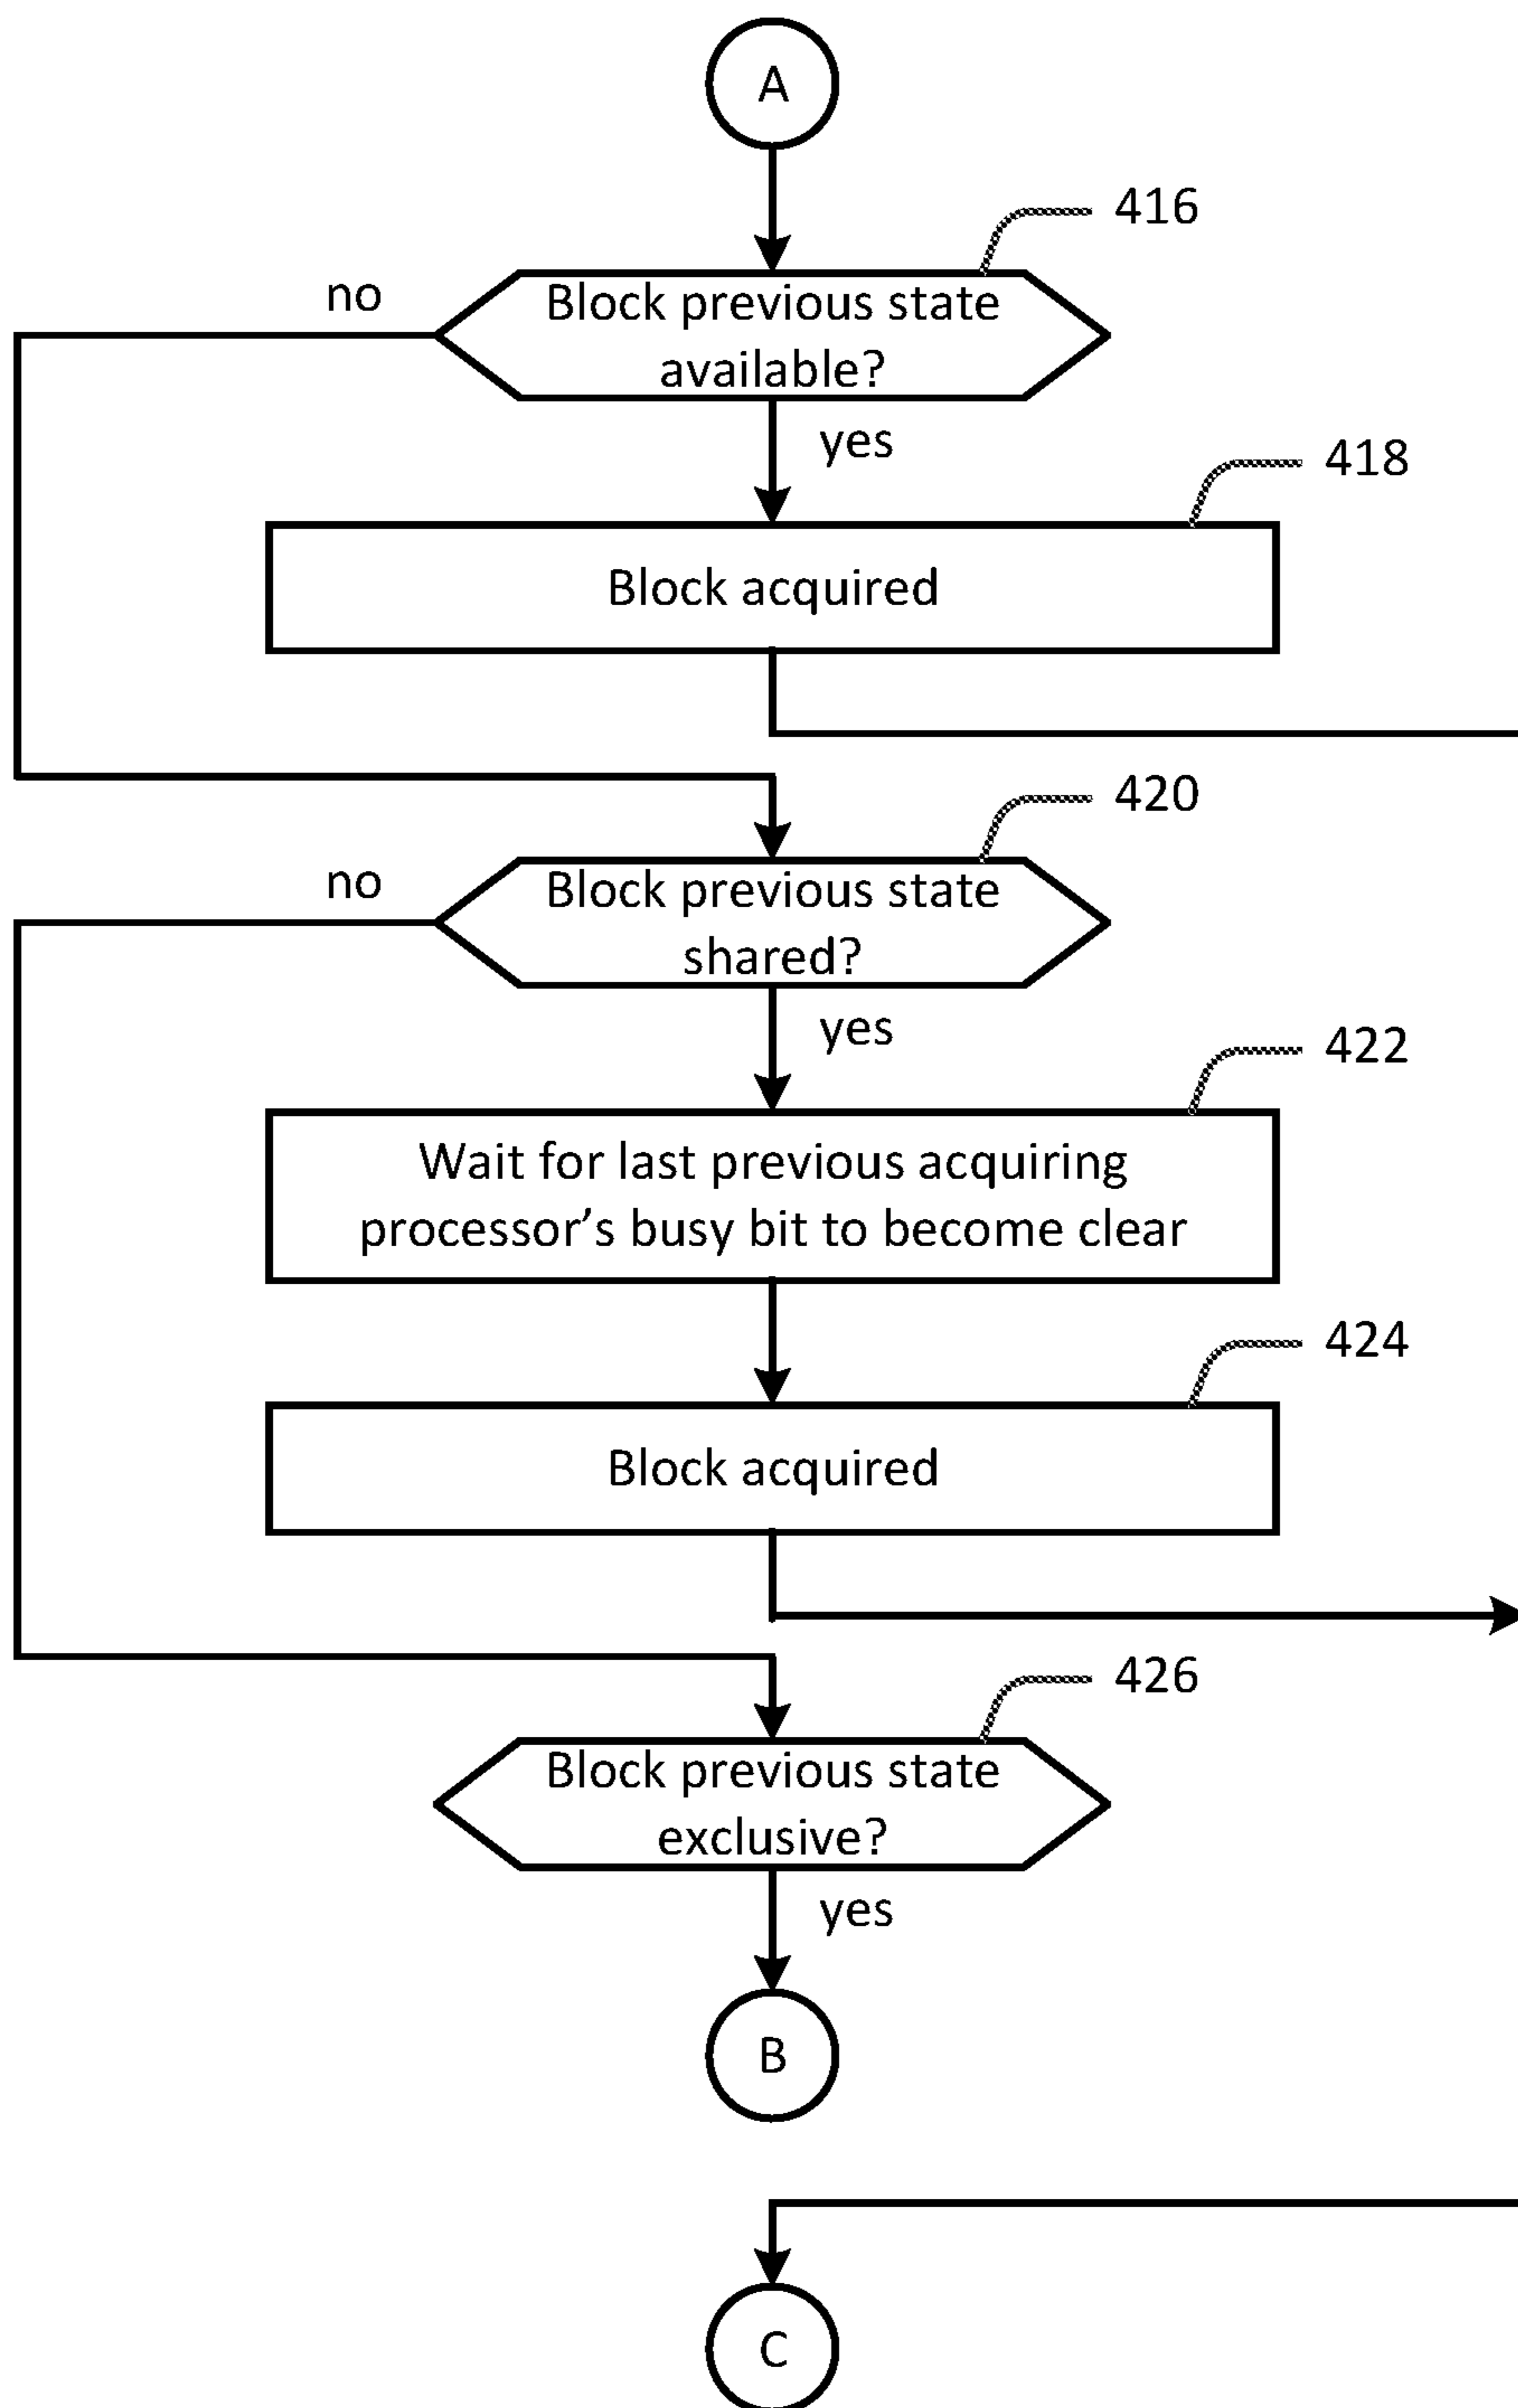 A
416
no
Block previous state
available?
yes
418
Block acquired
420
no
Block previous state
shared?
yes
422
Wait for last previous acquiring
processor's busy bit to become clear
424
Block acquired
426
Block previous state
exclusive?
yes
B
C